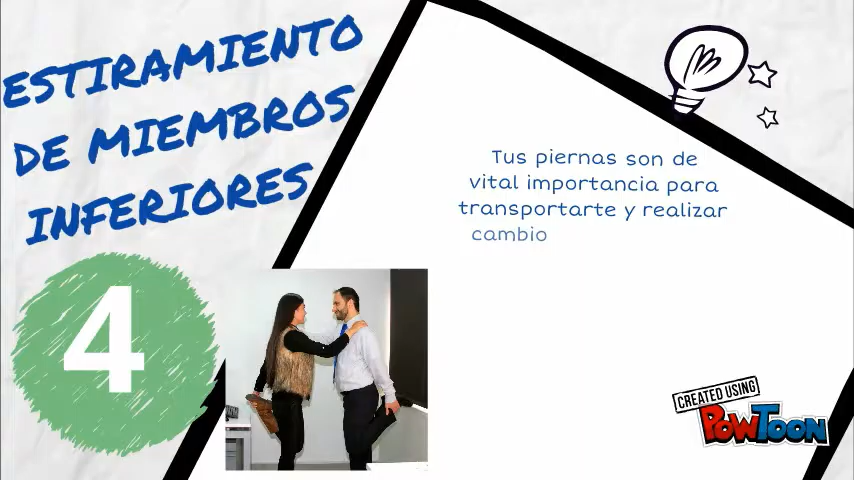 ESTIRAMIENTO
DE MIEMBROS
INFERIORES
4
Tus piernas son de
vital importancia para
transportarte y realizar
cambio
CREATED USING
POWTOON